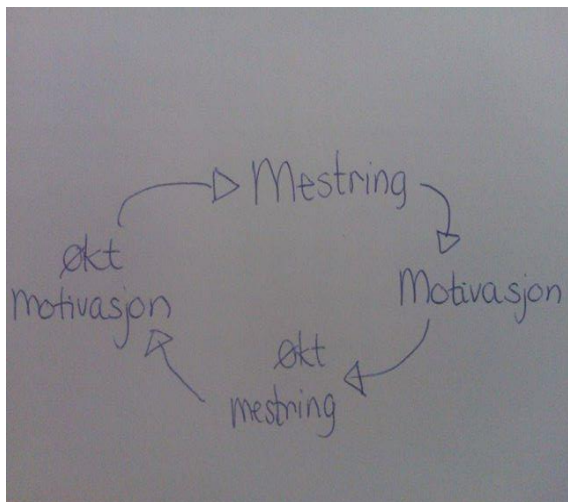 Mestring
Motivasjon
økt
mestring
økt
motivasjon